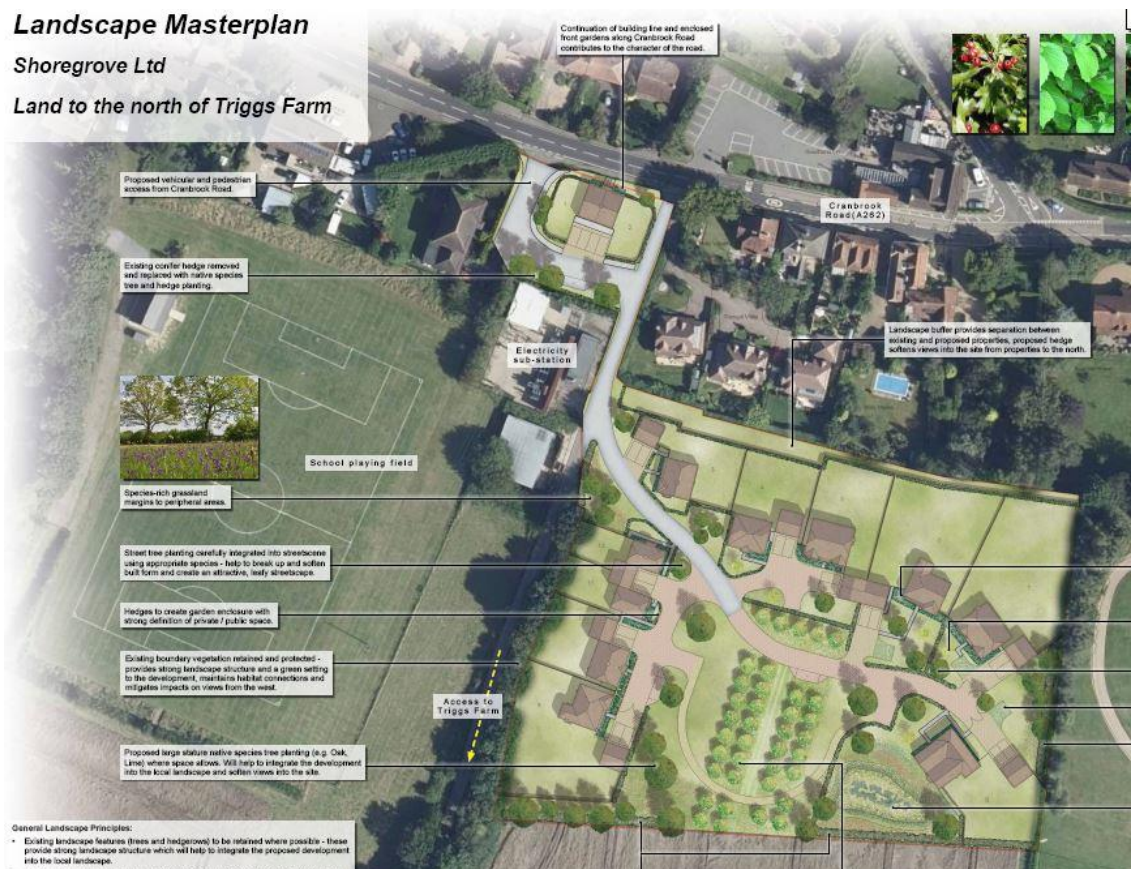 Landscape Masterplan
Shoregrove Ltd
Land to the north of Triggs Farm
Continuation of building line and enclosed
front gardens along Cranbrook Road
contributes to the character of the road.
Proposed vehicular and pedestrian
access from Cranbrook Road.
Cranbrook
Road(A262)
Existing conifer hedge removed
and replaced with native species
tree and hedge planting.
Electricity
sub-station
Landscape buffer provides separation between
existing and proposed properties, proposed hedge
softens views into the site from properties to the north.
School playing field
Species-rich grassland
margins to peripheral areas.
Street tree planting carefully integrated into streetscene
using appropriate species - help to break up and soften
built form and create an attractive, leafy streetscape.
Hedges to create garden enclosure with
strong definition of private / public space.
Existing boundary vegetation retained and protected -
provides strong landscape structure and a green setting
to the development, maintains habitat connections and
mitigates impacts on views from the west.
Access to
Triggs Farm
Proposed large stature native species tree planting (e.g. Oak,
Lime) where space allows. Will help to integrate the development
into the local landscape and soften views into the site.
General Landscape Principles:
• Existing landscape features (trees and hedgerows) to be retained where possible - these
provide strong landscape structure which will help to integrate the proposed development
into the local landscape.